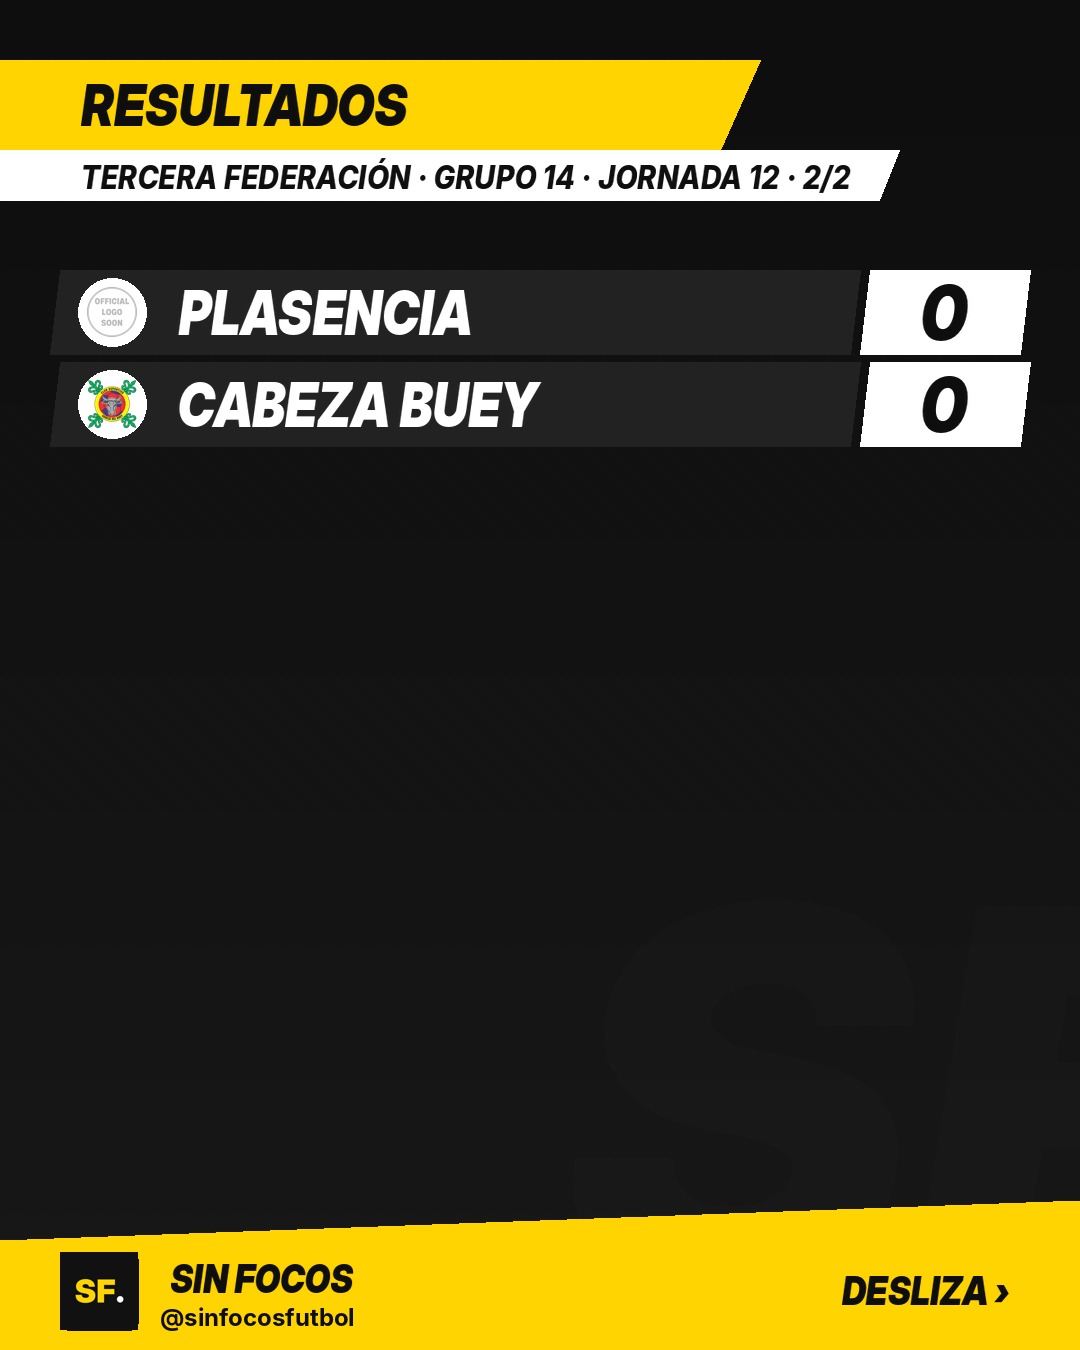 RESULTADOS
TERCERA FEDERACIÓN · GRUPO 14 · JORNADA 12 · 2/2
OFFICIAL
LOGO
SOON
PLASENCIA 0
CABEZA BUEY 0
SF
SF.
SIN FOCOS
@sinfocosfutbol
DESLIZA ›